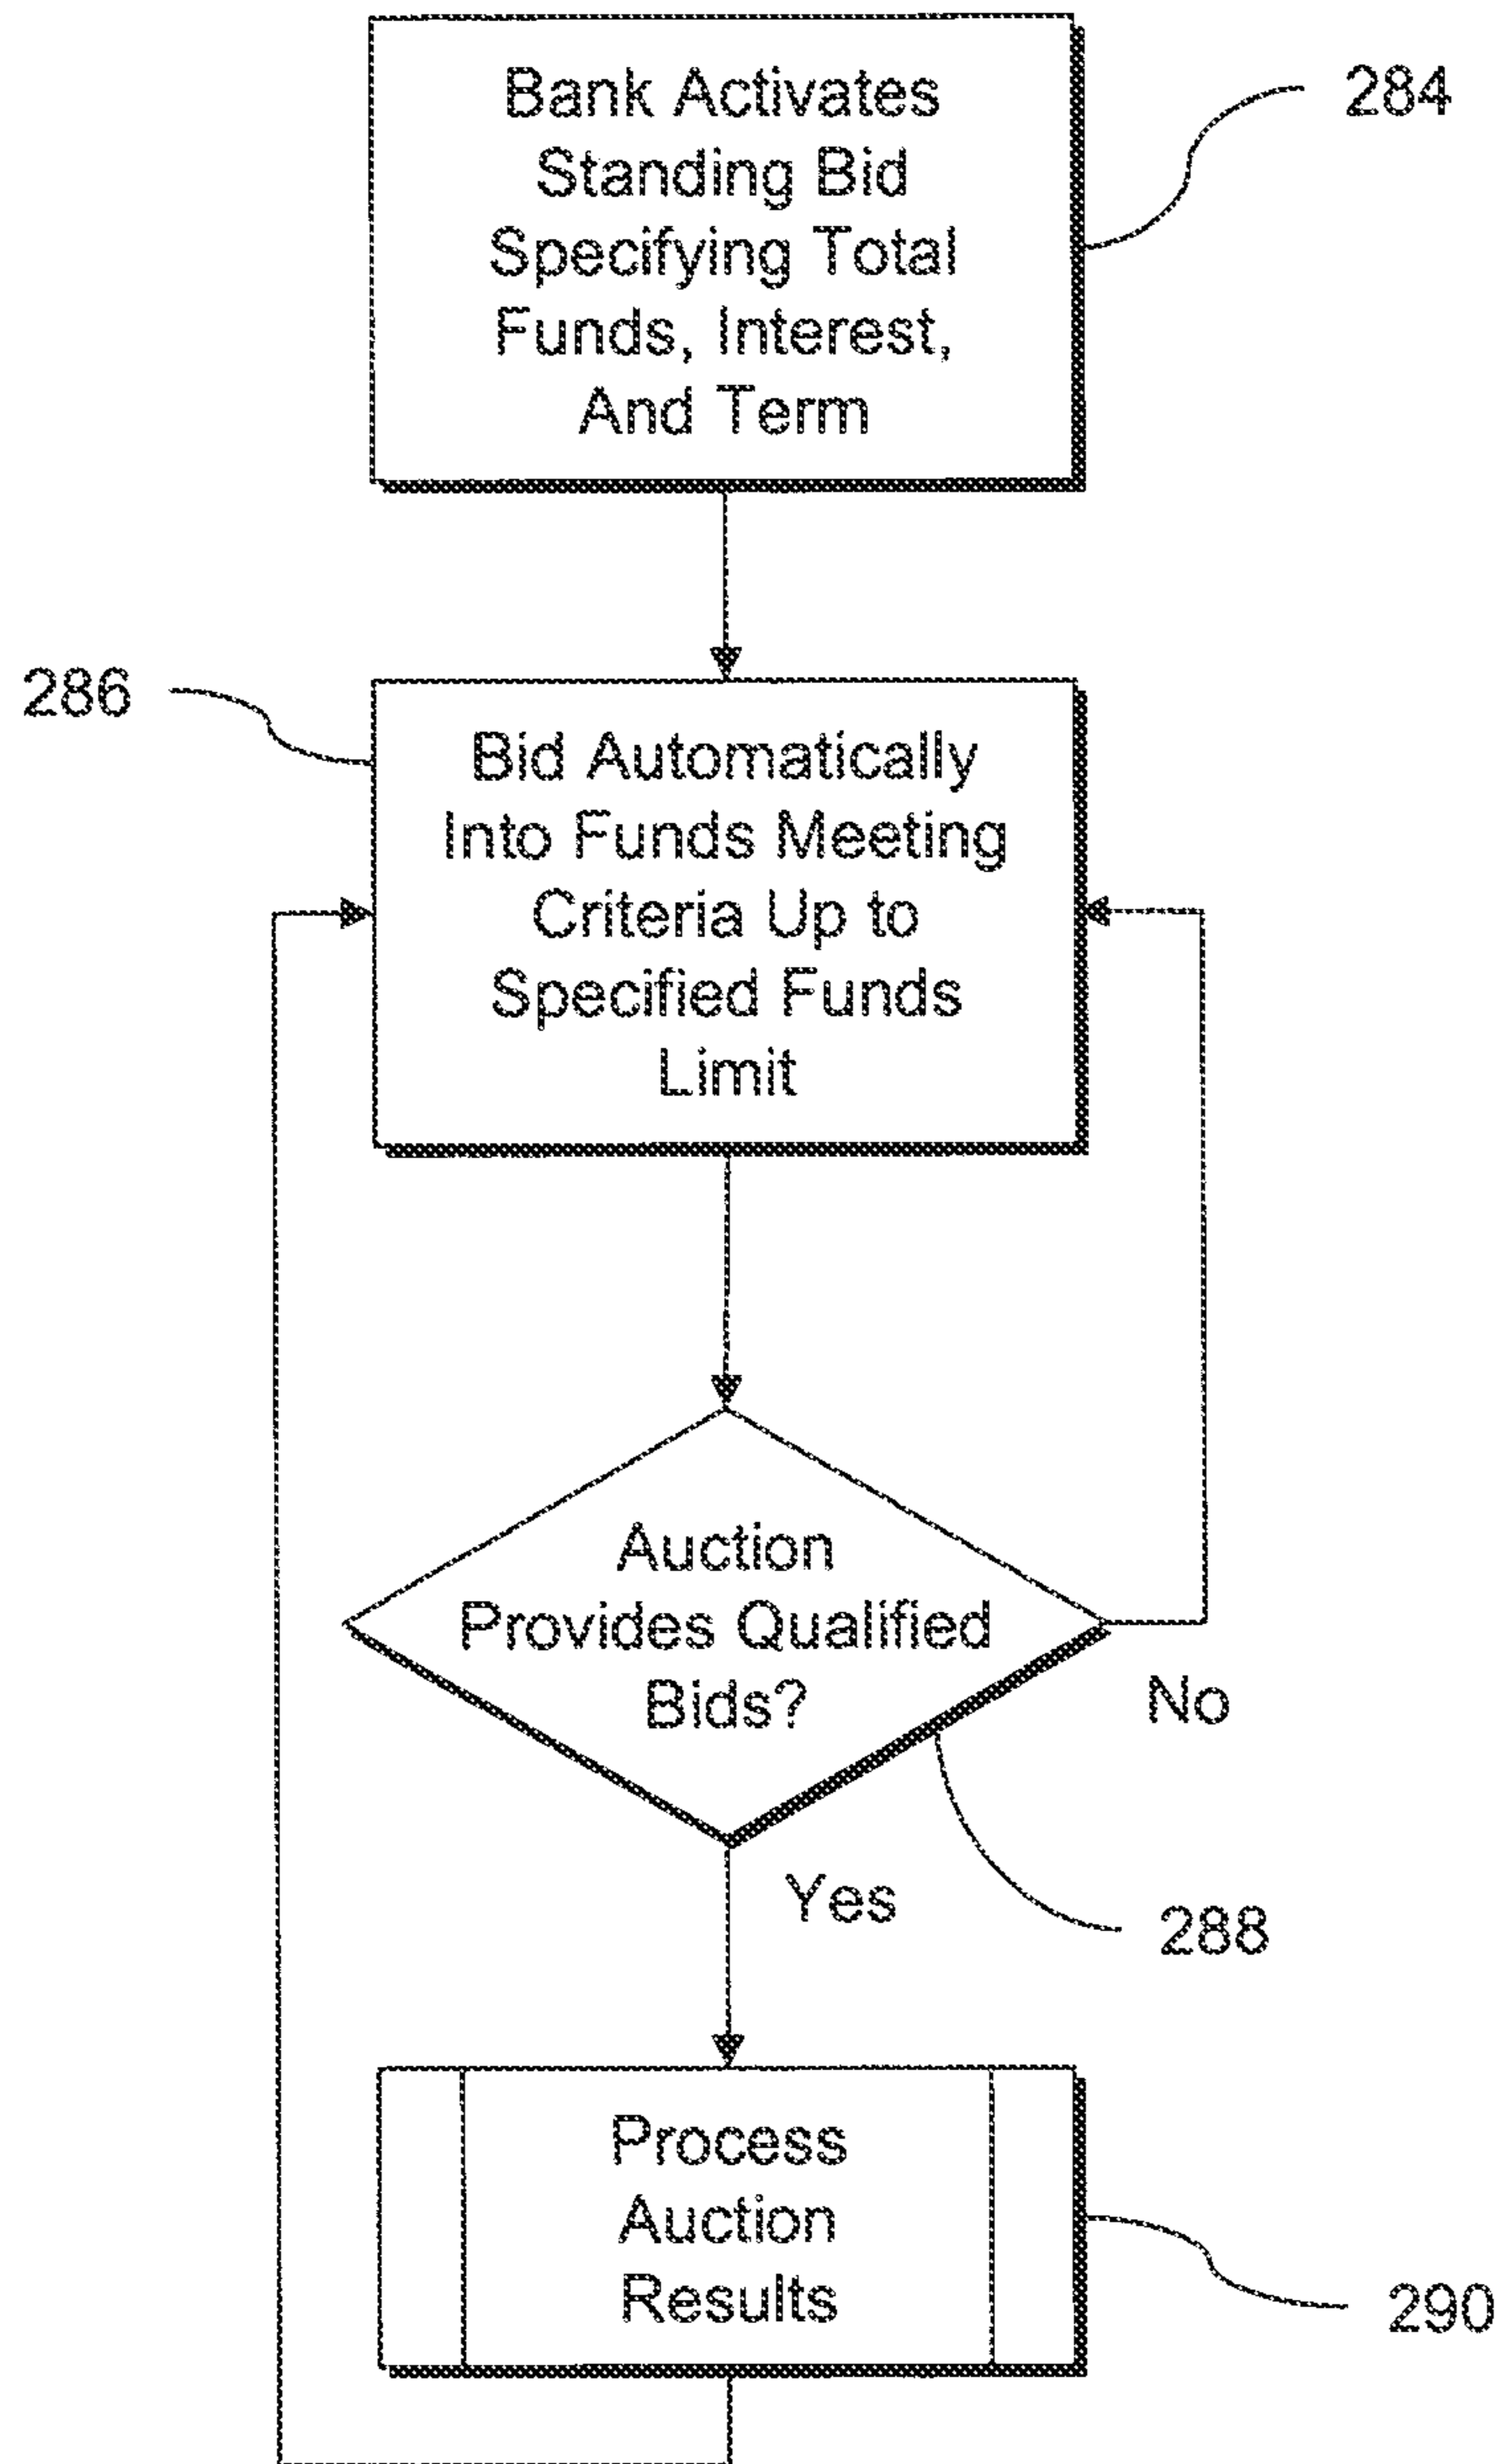 Bank Activates
Standing Bid
Specifying Total
Funds, Interest,
And Term
284
286
Bid Automatically
Into Funds Meeting
Criteria Up to
Specified Funds
Limit
Auction
Provides Qualified
Bids?
No
Yes
288
Process
Auction
Results
290